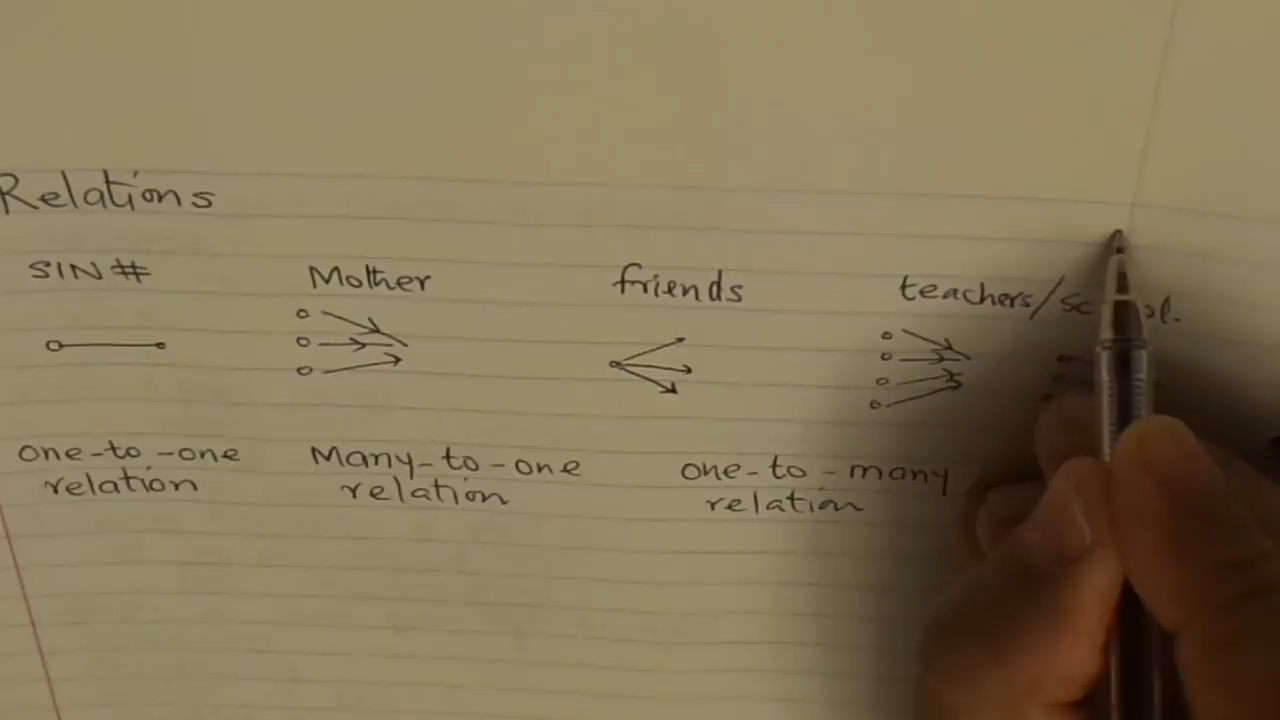 Relations
SIN # Mother friends teachers/
one-to-one Many-to-one one-to-many
relation relation relation